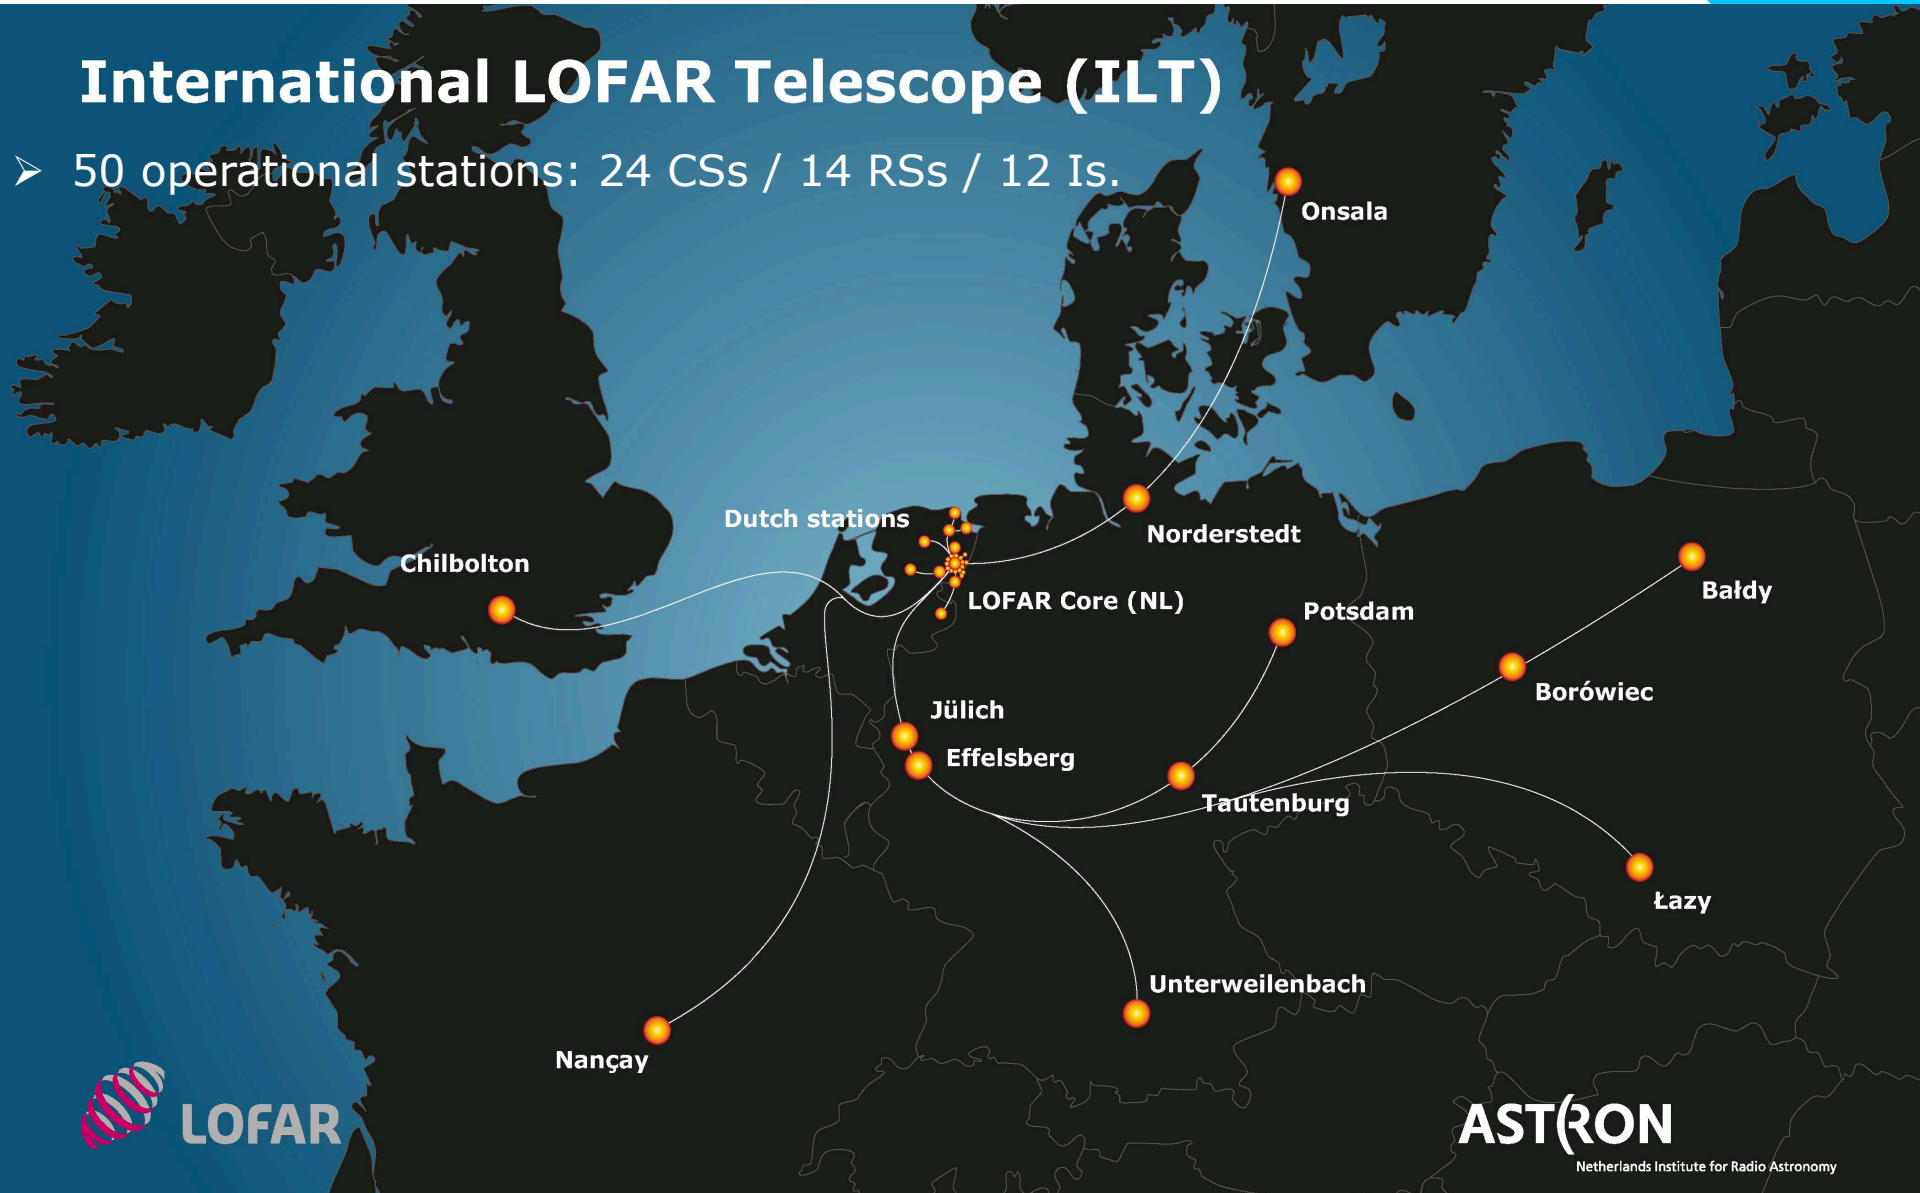 International LOFAR Telescope (ILT)
➢ 50 operational stations: 24 CSs / 14 RSs / 12 Is.
Onsala
Dutch stations
Norderstedt
Chilbolton
LOFAR Core (NL)
Potsdam
Bałdy
Borówiec
Jülich
Effelsberg
Tautenburg
Łazy
Unterweilenbach
Nançay
LOFAR
ASTRON
Netherlands Institute for Radio Astronomy